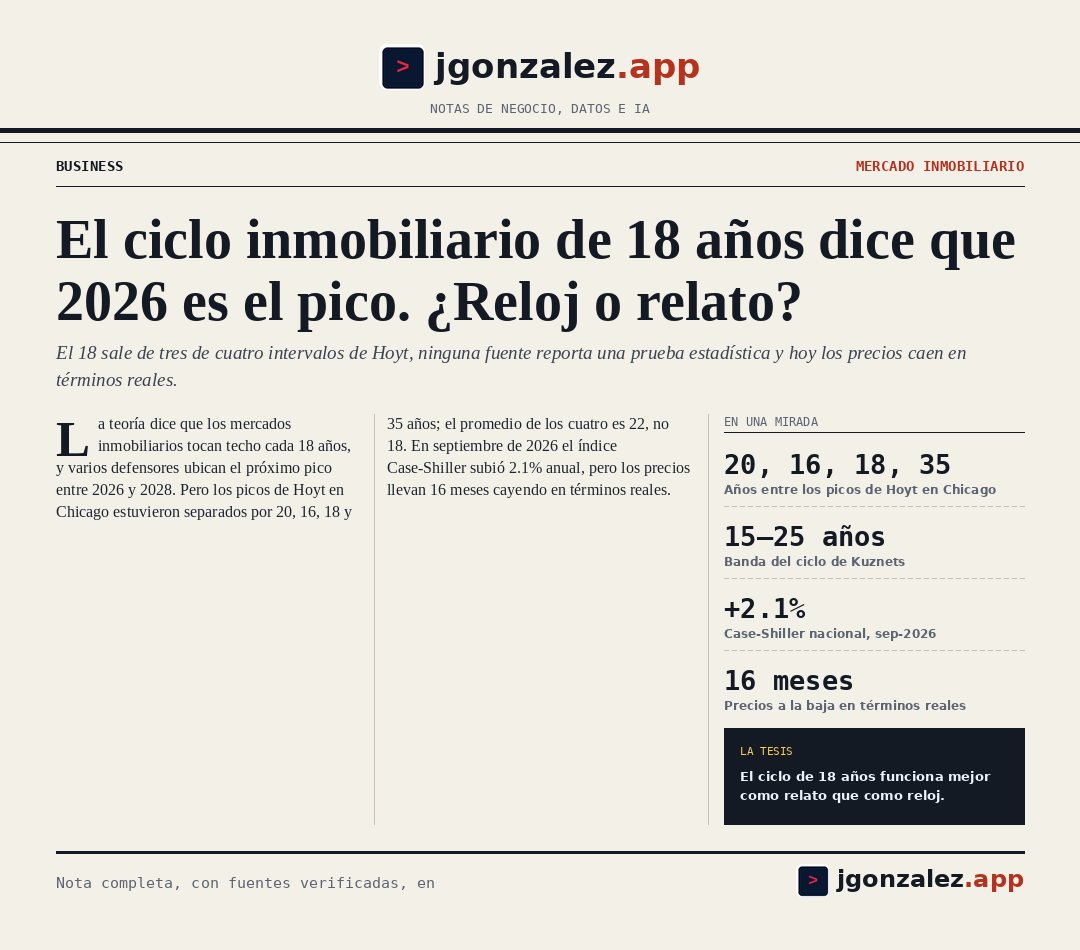 > jgonzalez.app
NOTAS DE NEGOCIO, DATOS E IA
BUSINESS
MERCADO INMOBILIARIO
El ciclo inmobiliario de 18 años dice que
2026 es el pico. ¿Reloj o relato?
El 18 sale de tres de cuatro intervalos de Hoyt, ninguna fuente reporta una prueba estadística y hoy los precios caen en
términos reales.
La teoría dice que los mercados
inmobiliarios tocan techo cada 18 años,
y varios defensores ubican el próximo pico
entre 2026 y 2028. Pero los picos de Hoyt en
Chicago estuvieron separados por 20, 16, 18 y
35 años; el promedio de los cuatro es 22, no
18. En septiembre de 2026 el índice
Case-Shiller subió 2.1% anual, pero los precios
llevan 16 meses cayendo en términos reales.
EN UNA MIRADA
20, 16, 18, 35
Años entre los picos de Hoyt en Chicago
15–25 años
Banda del ciclo de Kuznets
+2.1%
Case-Shiller nacional, sep-2026
16 meses
Precios a la baja en términos reales
LA TESIS
El ciclo de 18 años funciona mejor
como relato que como reloj.
Nota completa, con fuentes verificadas, en
> jgonzalez.app